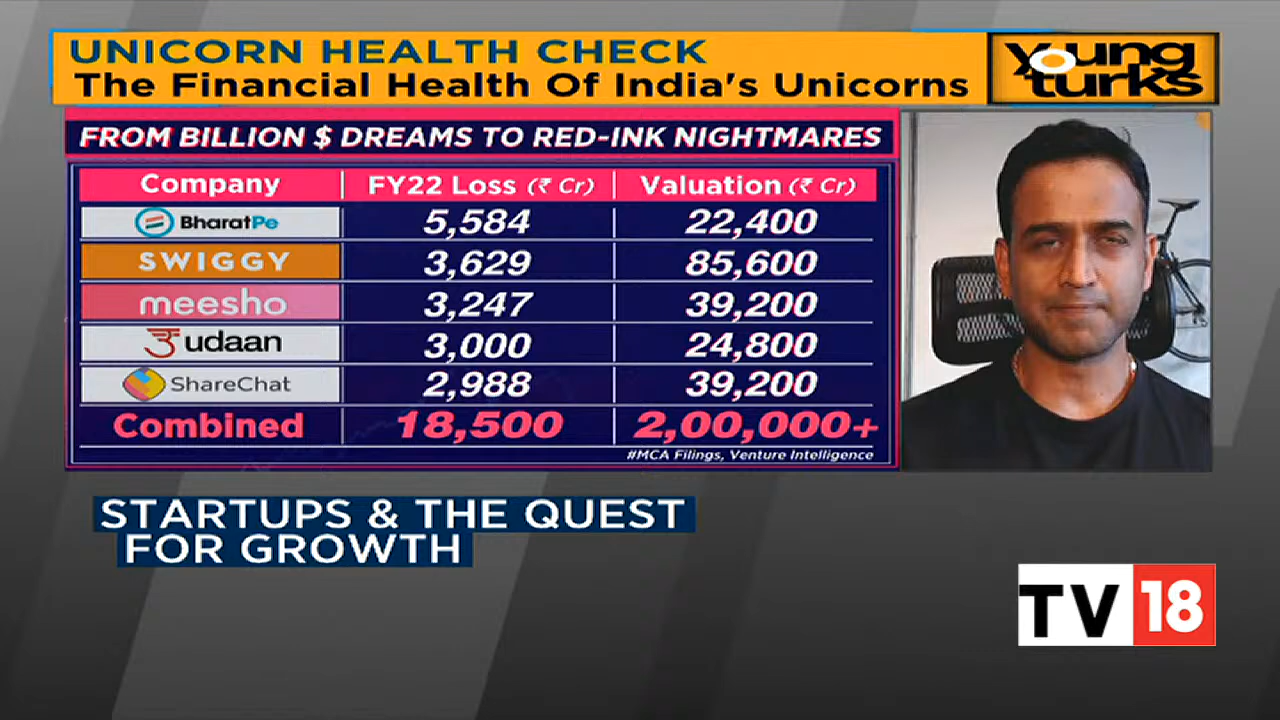 UNICORN HEALTH CHECK
The Financial Health Of India's Unicorns
young
turks
FROM BILLION $ DREAMS TO RED-INK NIGHTMARES
Company FY22 Loss (₹ Cr) Valuation (₹ Cr)
BharatPe 5,584 22,400
SWIGGY 3,629 85,600
meesho 3,247 39,200
उudaan 3,000 24,800
ShareChat 2,988 39,200
Combined 18,500 2,00,000+
#MCA Filings, Venture Intelligence
STARTUPS & THE QUEST
FOR GROWTH
TV 18